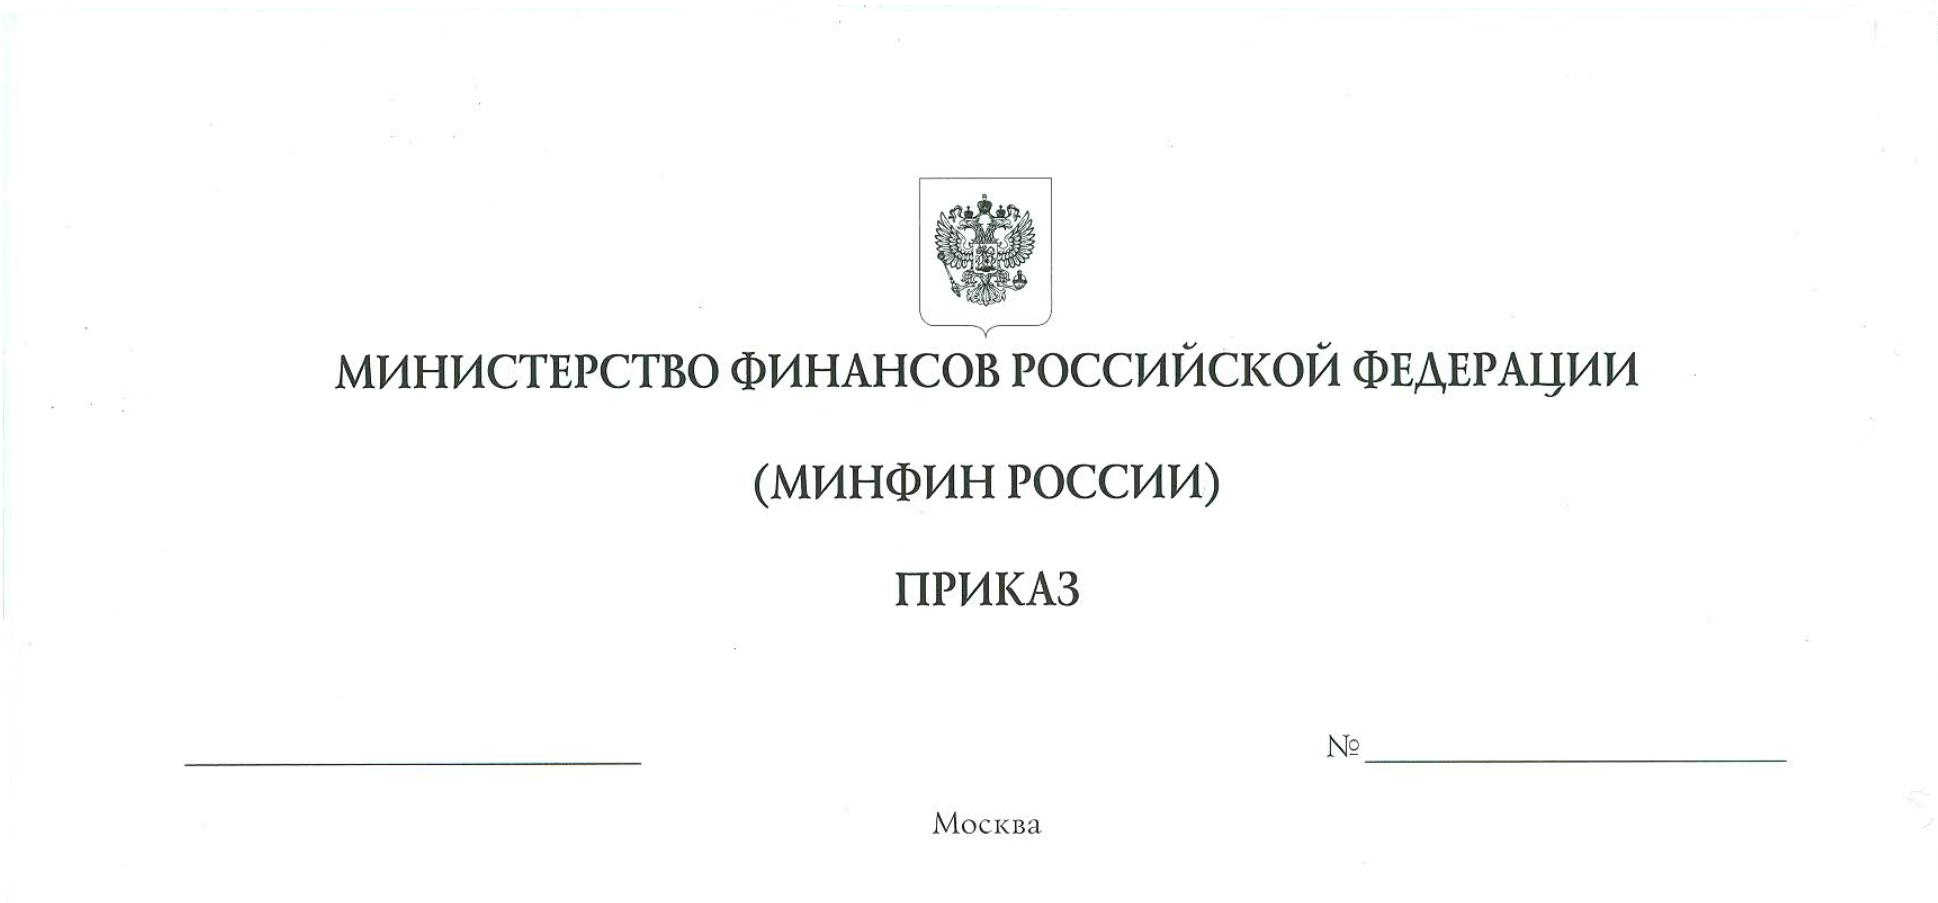 МИНИСТЕРСТВО ФИНАНСОВ РОССИЙСКОЙ ФЕДЕРАЦИИ
(МИНФИН РОССИИ)
ПРИКАЗ
№
Москва